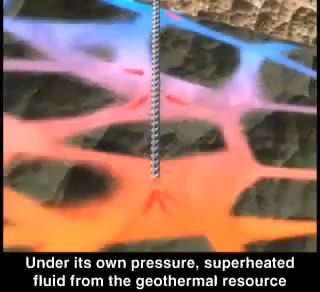 Under its own pressure, superheated
fluid from the geothermal resource